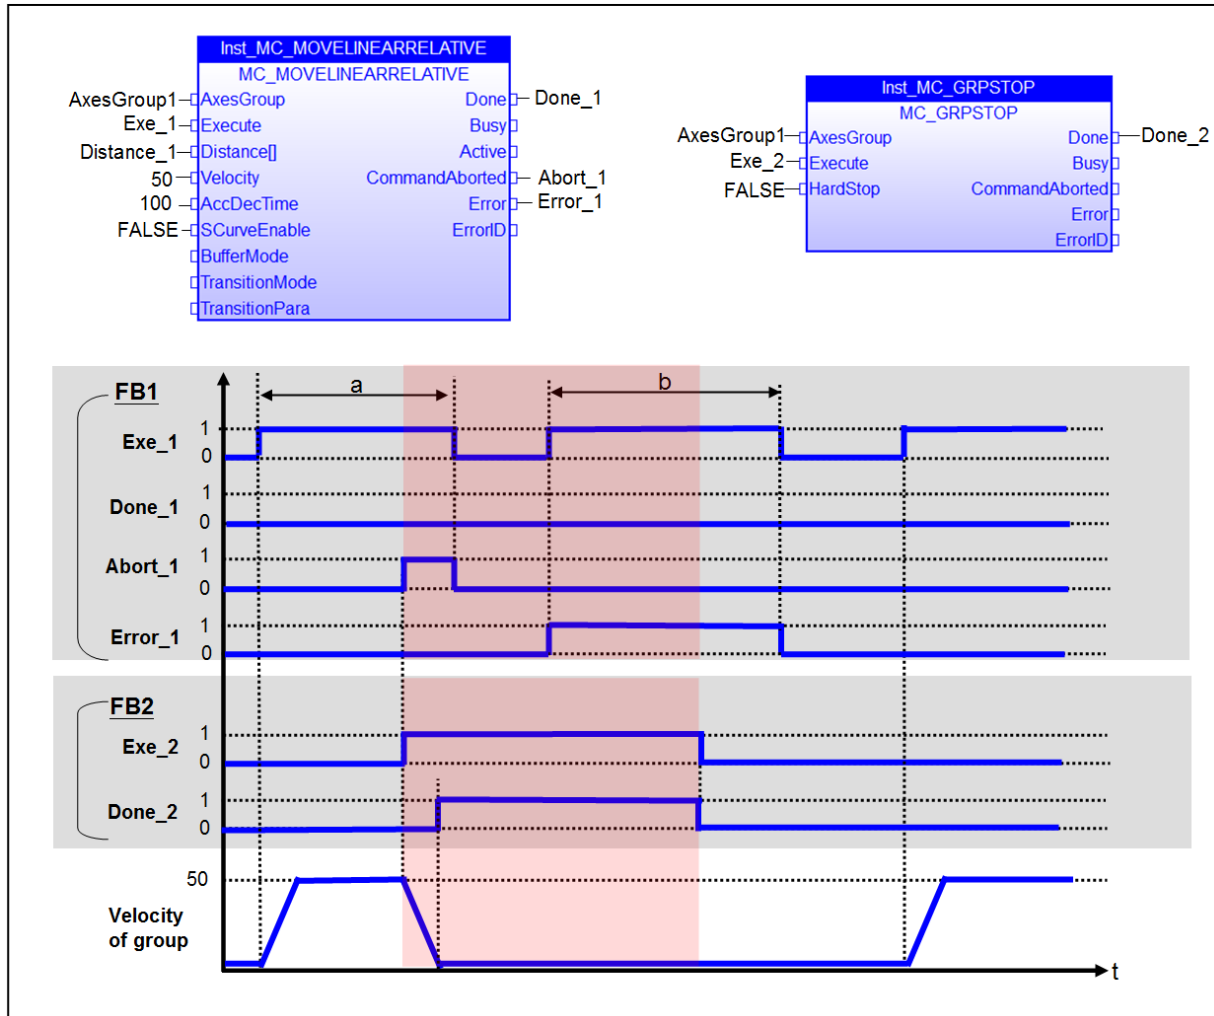 Inst_MC_MOVELINEARRELATIVE
MC_MOVELINEARRELATIVE
AxesGroup1 AxesGroup Done Done_1
Exe_1 Execute Busy
Distance_1 Distance[] Active
50 Velocity CommandAborted Abort_1
100 AccDecTime Error Error_1
FALSE SCurveEnable ErrorID
BufferMode
TransitionMode
TransitionPara
Inst_MC_GRPSTOP
MC_GRPSTOP
AxesGroup1 AxesGroup Done Done_2
Exe_2 Execute Busy
FALSE HardStop CommandAborted
Error
ErrorID
a b
FB1
Exe_1 1
0
Done_1 1
0
Abort_1 1
0
Error_1 1
0
FB2
Exe_2 1
0
Done_2 1
0
50
Velocity
of group
t